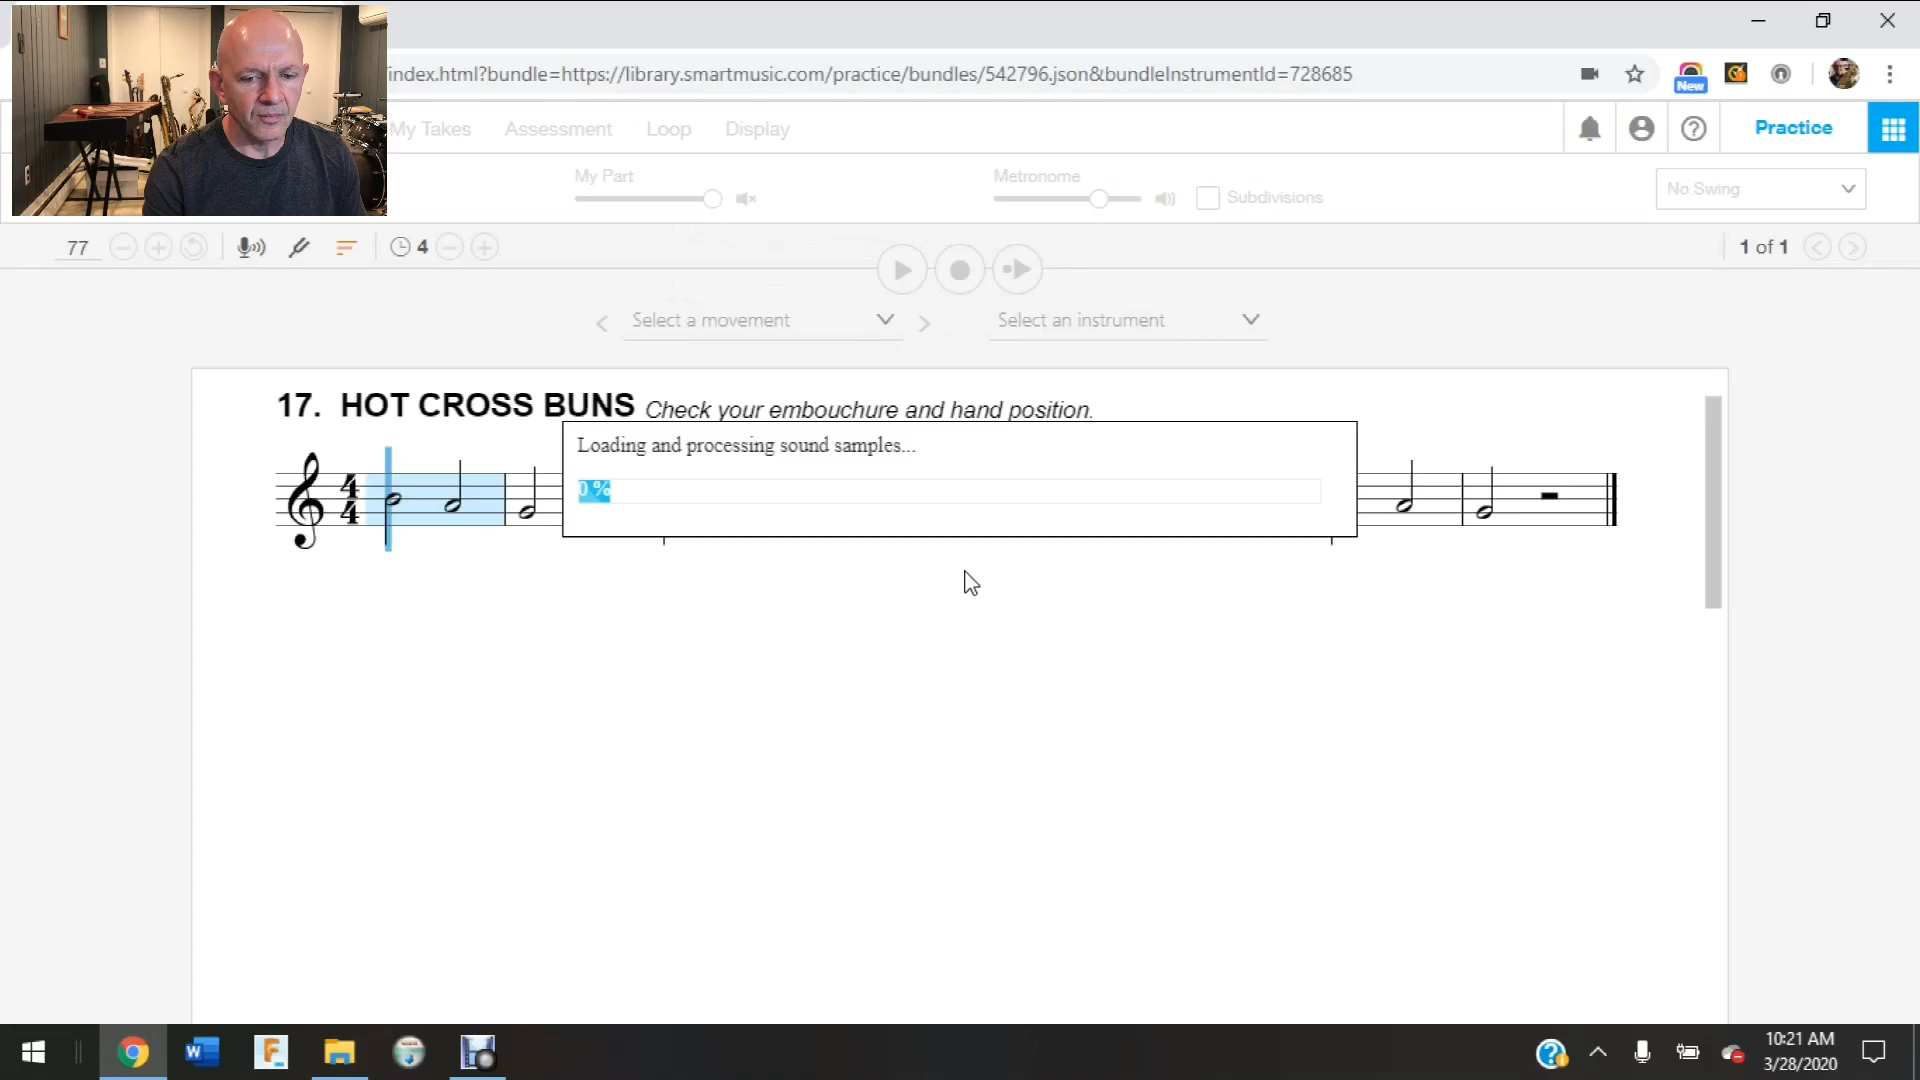 index.html?bundle=https://library.smartmusic.com/practice/bundles/542796.json&bundleInstrumentId=728685
New
My Takes Assessment Loop Display
Practice
My Part
Metronome
Subdivisions
No Swing
77
4
1 of 1
Select a movement
Select an instrument
17. HOT CROSS BUNS Check your embouchure and hand position.
Loading and processing sound samples...
0 %
4
4
10:21 AM
3/28/2020